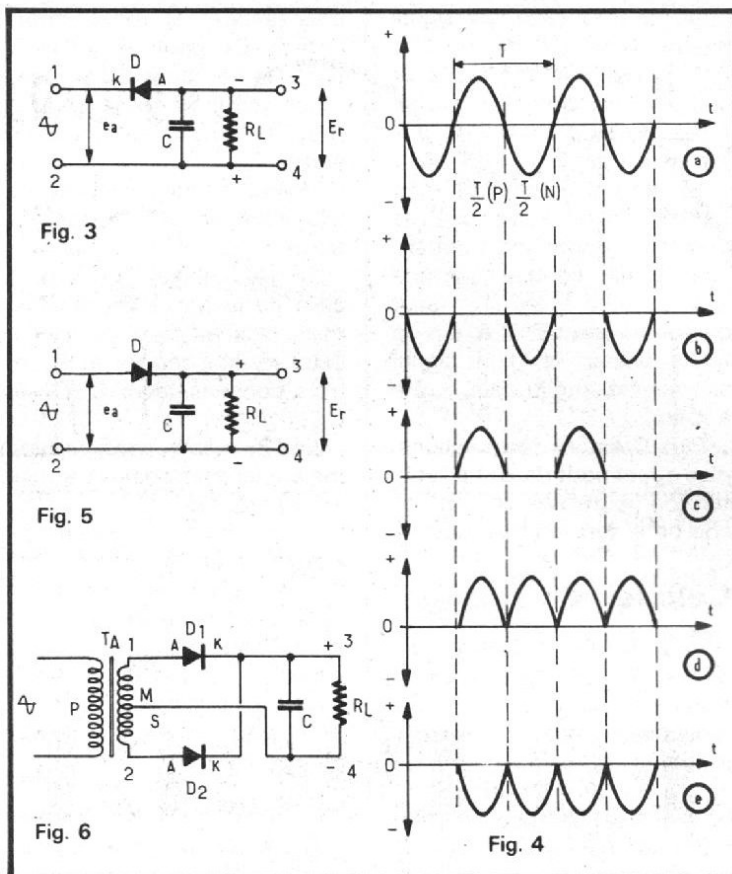 1
D
K
A
ea
C
RL
-
+
3
Er
2
4
Fig. 3
1
D
ea
C
+
RL
-
3
Er
2
4
Fig. 5
TA
1
A
D1
K
+
3
P
M
S
C
RL
2
A
D2
K
-
4
Fig. 6
+
T
0
t
T/2 (P) T/2 (N)
a
-
+
0
t
b
-
+
0
t
c
-
+
0
t
d
-
+
0
t
e
-
Fig. 4